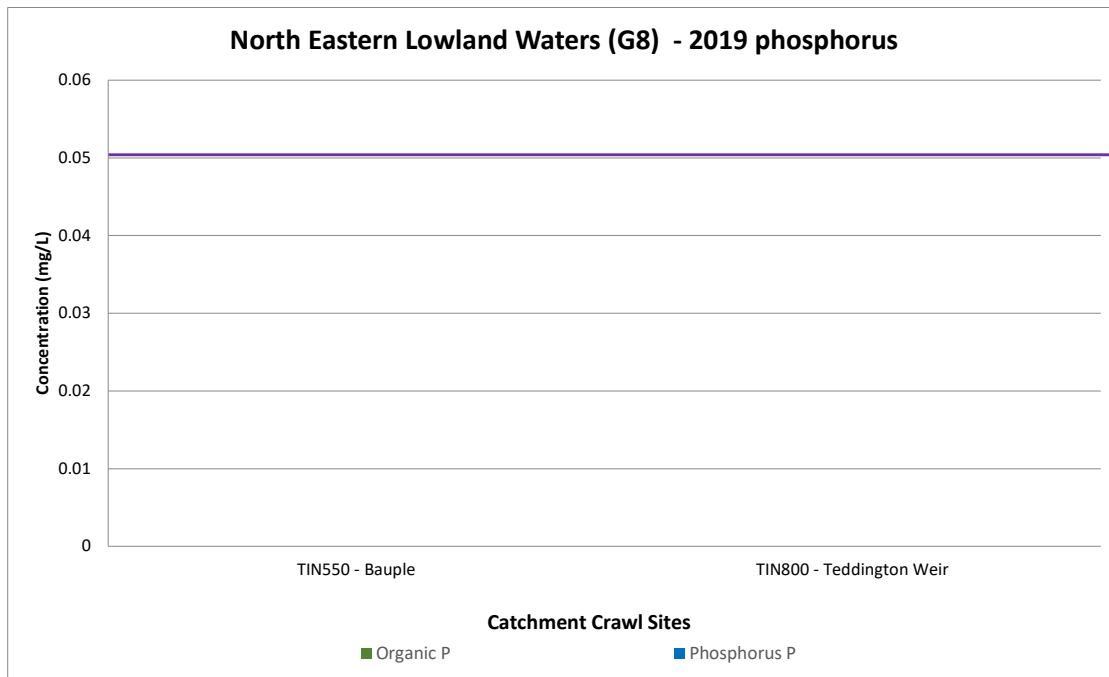 North Eastern Lowland Waters (G8)  - 2019 phosphorus
0.06
0.05
0.04
0.03
0.02
0.01
0
Concentration (mg/L)
TIN550 - Bauple
TIN800 - Teddington Weir
Catchment Crawl Sites
Organic P
Phosphorus P